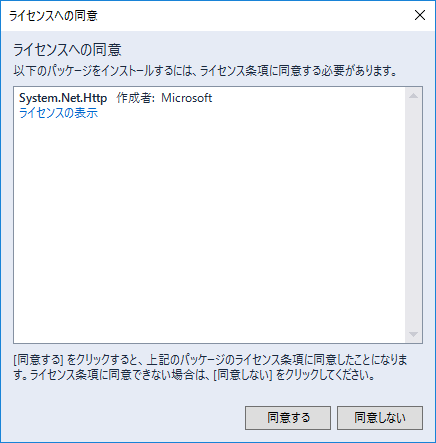 ライセンスへの同意
ライセンスへの同意
以下のパッケージをインストールするには、ライセンス条項に同意する必要があります。
System.Net.Http 作成者: Microsoft
ライセンスの表示
[同意する] をクリックすると、上記のパッケージのライセンス条項に同意したことになりま
す。ライセンス条項に同意できない場合は、[同意しない] をクリックしてください。
同意する 同意しない